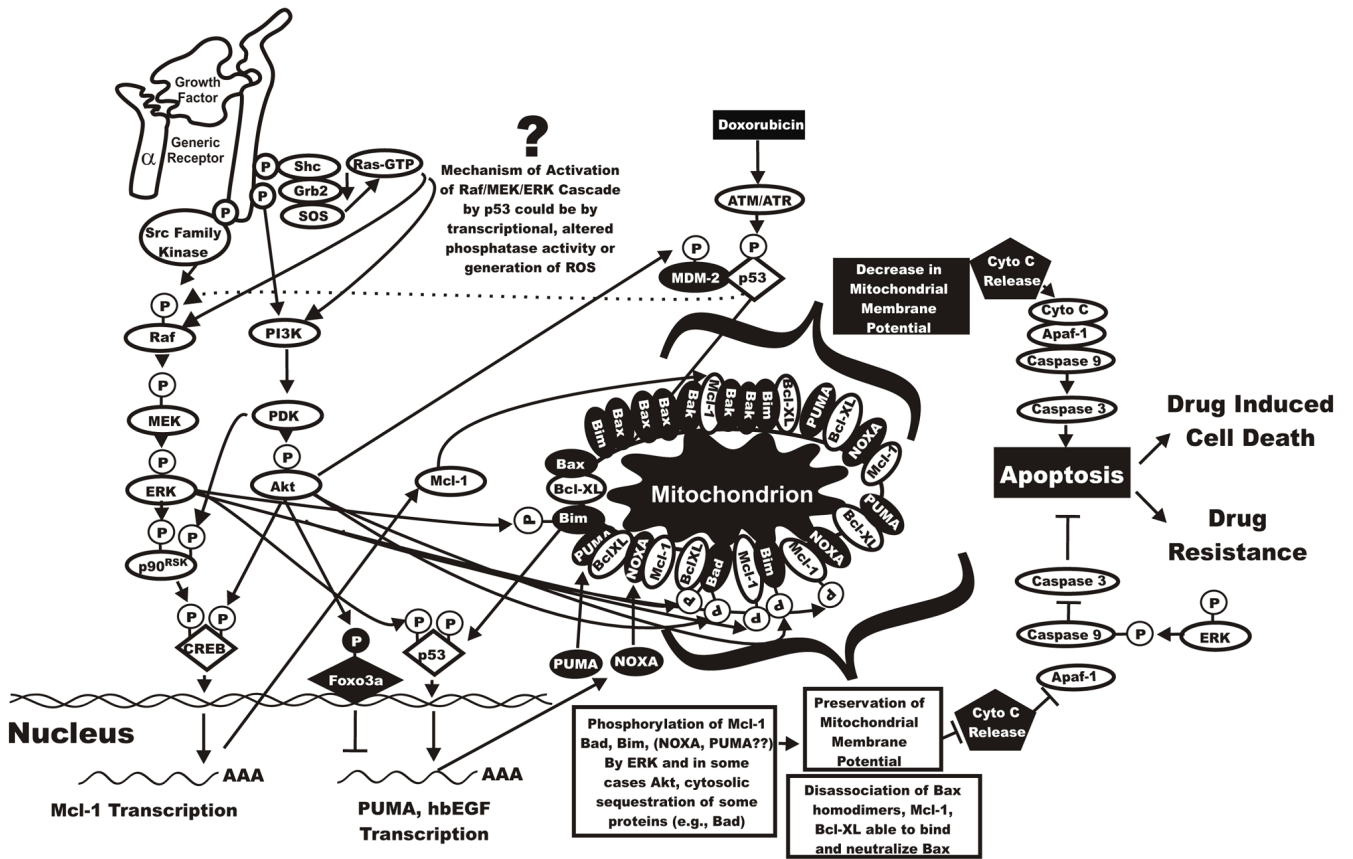 Growth
Factor
α
Generic
Receptor
P
Shc
Ras-GTP
P
Grb2
SOS
P
Src Family
Kinase
?
Mechanism of Activation
of Raf/MEK/ERK Cascade
by p53 could be by
transcriptional, altered
phosphatase activity or
generation of ROS
Doxorubicin
ATM/ATR
P
P
MDM-2
p53
P
Raf
PI3K
P
MEK
PDK
P
P
ERK
Akt
P
P
p90RSK
P
P
CREB
P
Foxo3a
P
P
p53
Nucleus
AAA
Mcl-1 Transcription
AAA
PUMA, hbEGF
Transcription
Mcl-1
Decrease in
Mitochondrial
Membrane
Potential
Cyto C
Release
Cyto C
Apaf-1
Caspase 9
Caspase 3
Apoptosis
Drug Induced
Cell Death
Drug
Resistance
Bim
Bax
Bax
Bax
Bak
Mcl-1
Bak
Bak
Bim
Bcl-XL
PUMA
Bcl-XL
NOXA
Mcl-1
Bax
Bcl-XL
P
Bim
Mitochondrion
PUMA
Bcl-XL
PUMA
BclXL
NOXA
Mcl-1
BclXL
Bad
Mcl-1
Bim
Mcl-1
NOXA
P
P
P
P
P
PUMA
NOXA
Caspase 3
Caspase 9
P
P
ERK
Apaf-1
Cyto C
Release
Phosphorylation of Mcl-1
Bad, Bim, (NOXA, PUMA??)
By ERK and in some
cases Akt, cytosolic
sequestration of some
proteins (e.g., Bad)
Preservation of
Mitochondrial
Membrane
Potential
Disassociation of Bax
homodimers, Mcl-1,
Bcl-XL able to bind
and neutralize Bax